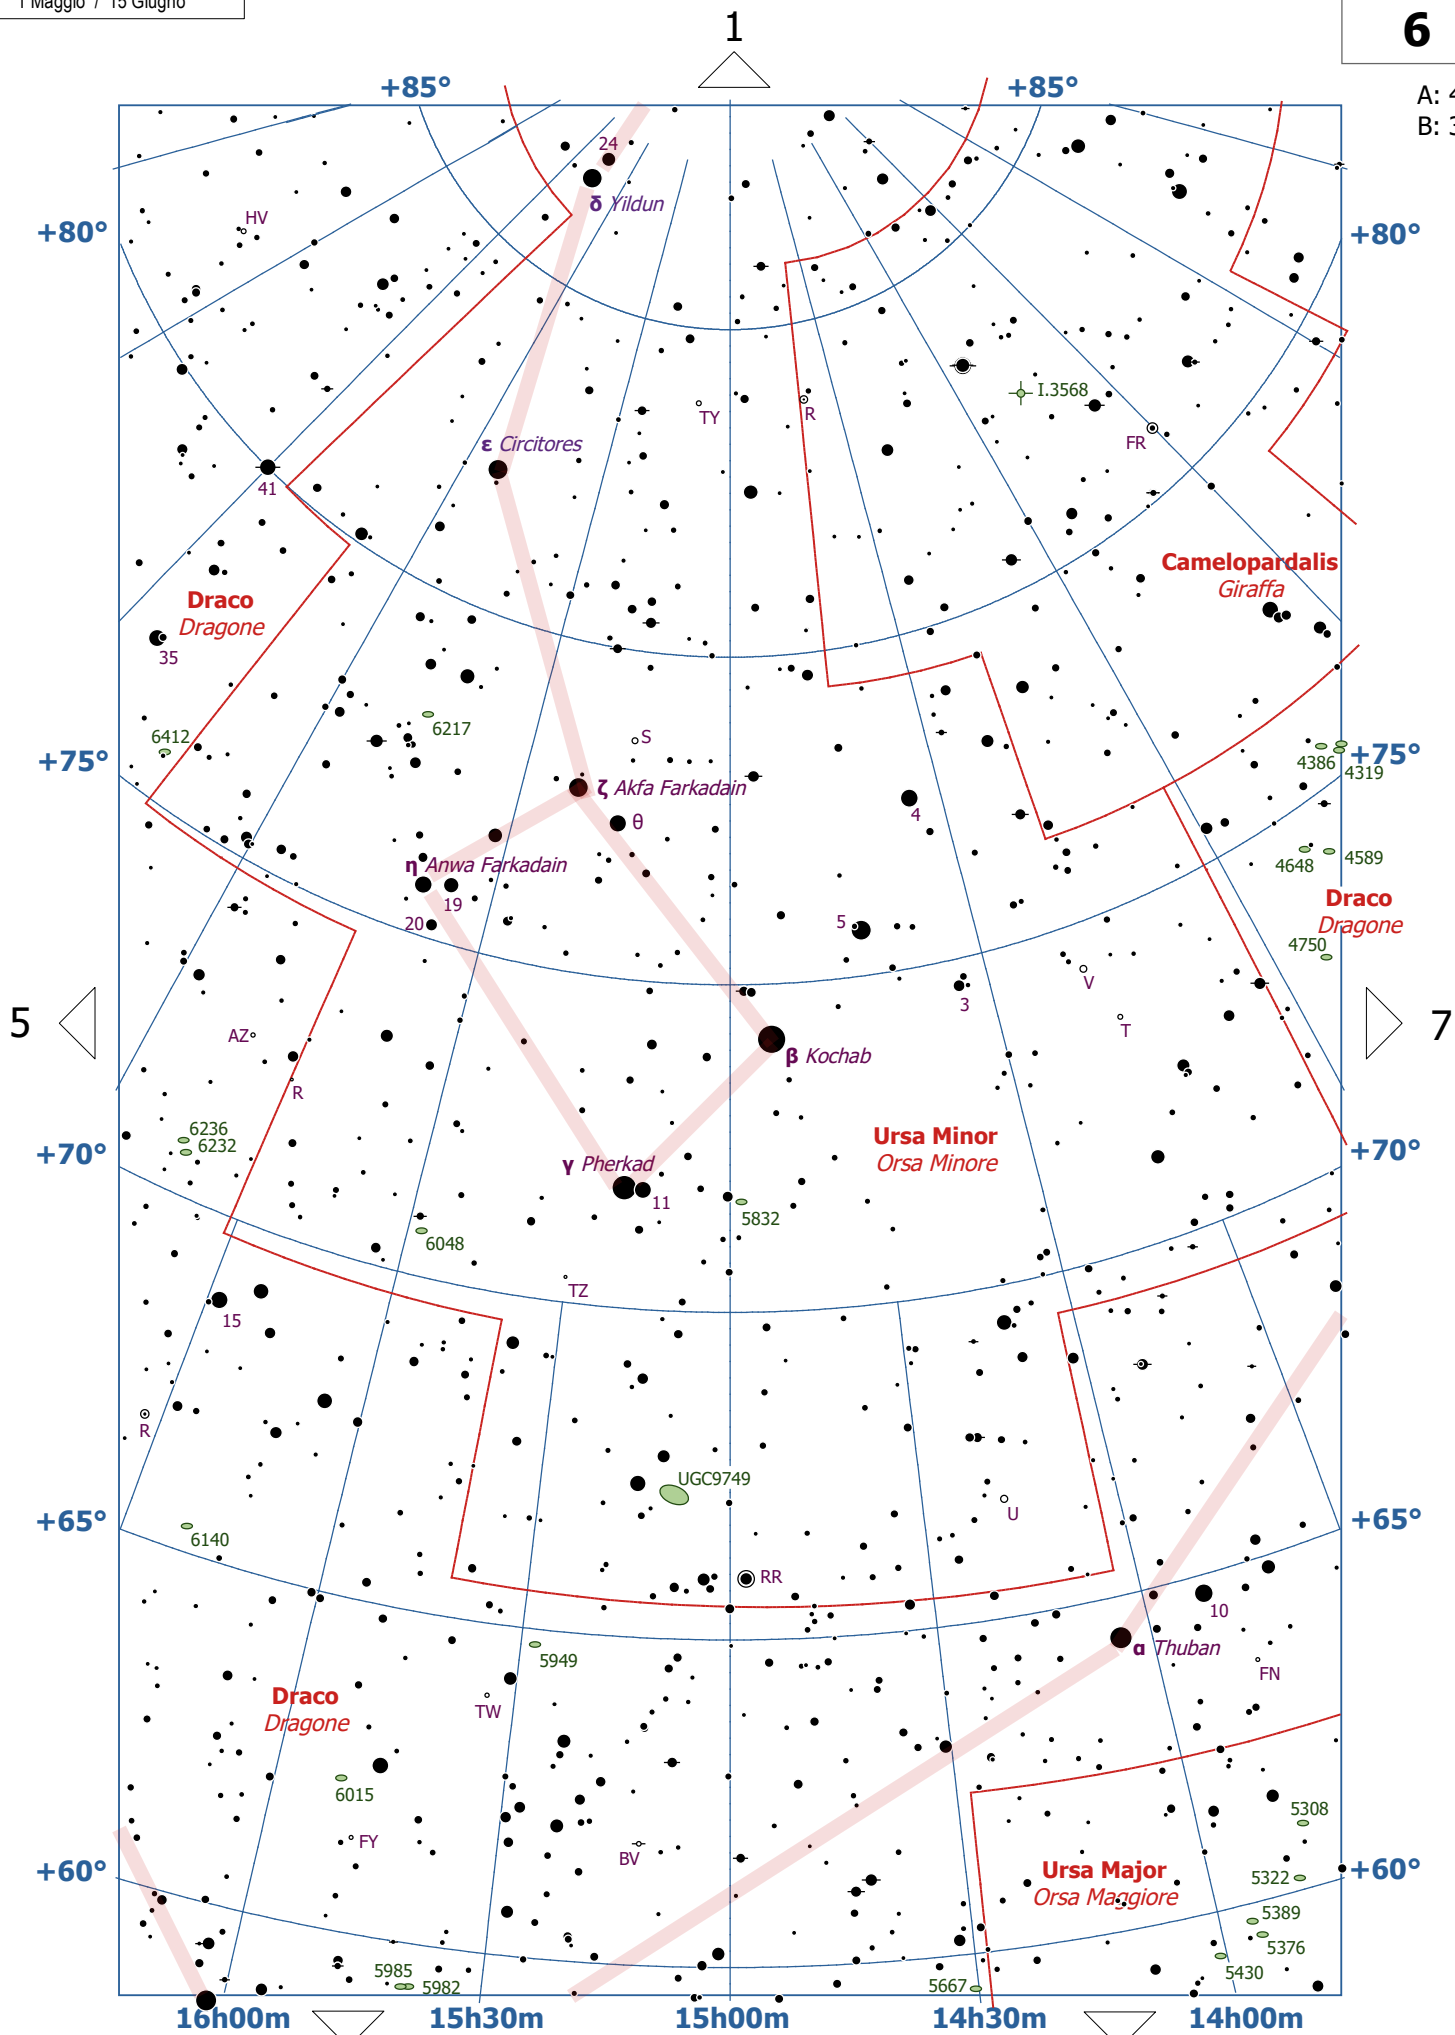 1 Maggio / 15 Giugno
1
6
+85°
+85°
A: 4
B: 3
24
δ Yildun
HV
+80°
+80°
I.3568
TY
R
FR
ε Circitores
41
Camelopardalis
Giraffa
Draco
Dragone
35
6217
6412
S
+75°
+75°
4386
4319
ζ Akfa Farkadain
4
θ
η Anwa Farkadain
4648
4589
19
20
5
Draco
Dragone
4750
V
3
5
7
T
AZ
β Kochab
R
6236
6232
Ursa Minor
Orsa Minore
+70°
+70°
γ Pherkad
11
5832
6048
TZ
15
R
UGC9749
U
+65°
+65°
6140
RR
10
α Thuban
5949
FN
Draco
Dragone
TW
6015
5308
FY
BV
+60°
+60°
Ursa Major
Orsa Maggiore
5322
5389
5376
5430
5985
5982
5667
16h00m
15h30m
15h00m
14h30m
14h00m